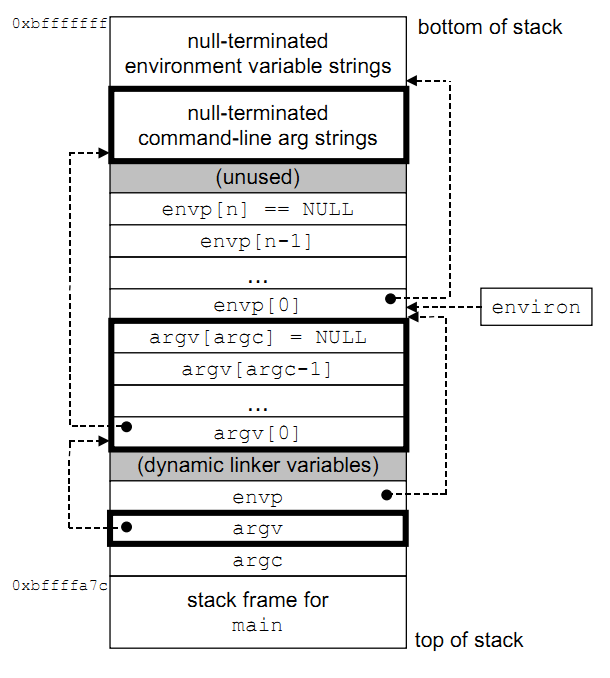 0xbfffffff
bottom of stack
null-terminated
environment variable strings
null-terminated
command-line arg strings
(unused)
envp[n] == NULL
envp[n-1]
...
envp[0]
environ
argv[argc] = NULL
argv[argc-1]
...
argv[0]
(dynamic linker variables)
envp
argv
argc
0xbffffa7c
stack frame for
main
top of stack